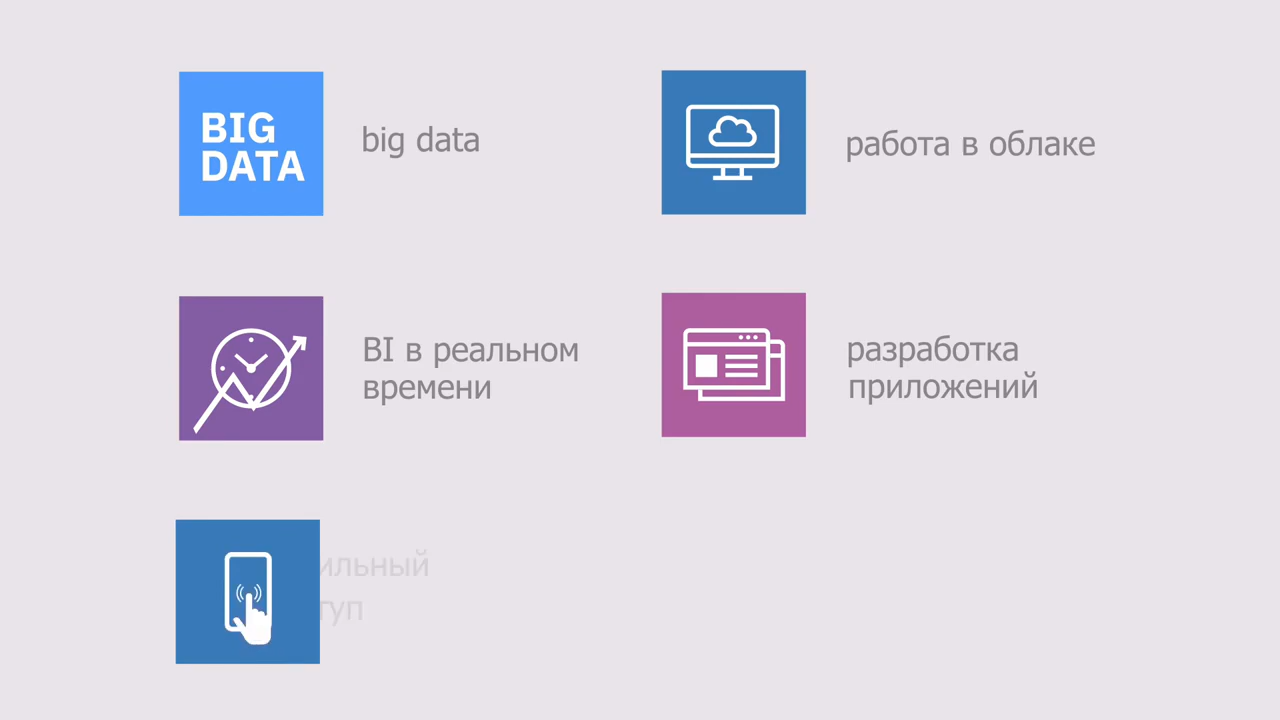 BIG
DATA
big data
работа в облаке
BI в реальном
времени
разработка
приложений
ильный
туп